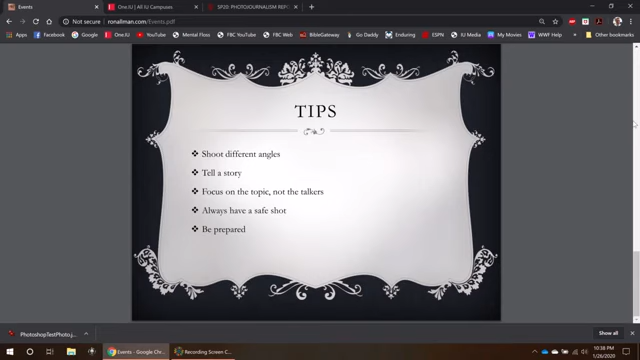 Events
One.IU | All IU Campuses
SP20: PHOTOJOURNALISM REPO
Not secure | ronalliman.com/Events.pdf
Apps
Facebook
Google
One.IU
YouTube
Mental Floss
FBC YouTube
FBC Web
BibleGateway
Go Daddy
Enduring
ESPN
IU Media
My Movies
WWF Help
Other bookmarks
TIPS
Shoot different angles
Tell a story
Focus on the topic, not the talkers
Always have a safe shot
Be prepared
PhotoshopTestPhoto.j...
Show all
Events - Google Chr...
Recording Screen C...
10:38 PM
1/28/2020